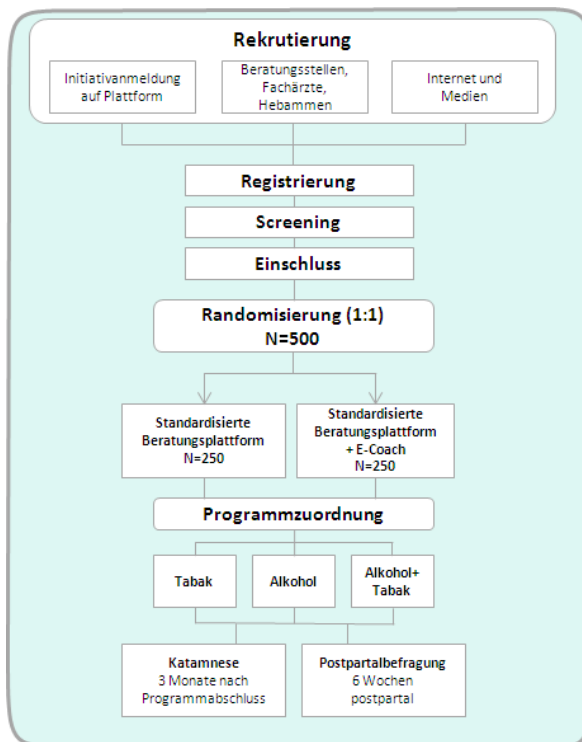 Rekrutierung
Initiativanmeldung
auf Plattform
Beratungsstellen,
Fachärzte,
Hebammen
Internet und
Medien
Registrierung
Screening
Einschluss
Randomisierung (1:1)
N=500
Standardisierte
Beratungsplattform
N=250
Standardisierte
Beratungsplattform
+ E-Coach
N=250
Programmzuordnung
Tabak
Alkohol
Alkohol+
Tabak
Katamnese
3 Monate nach
Programmabschluss
Postpartalbefragung
6 Wochen
postpartal